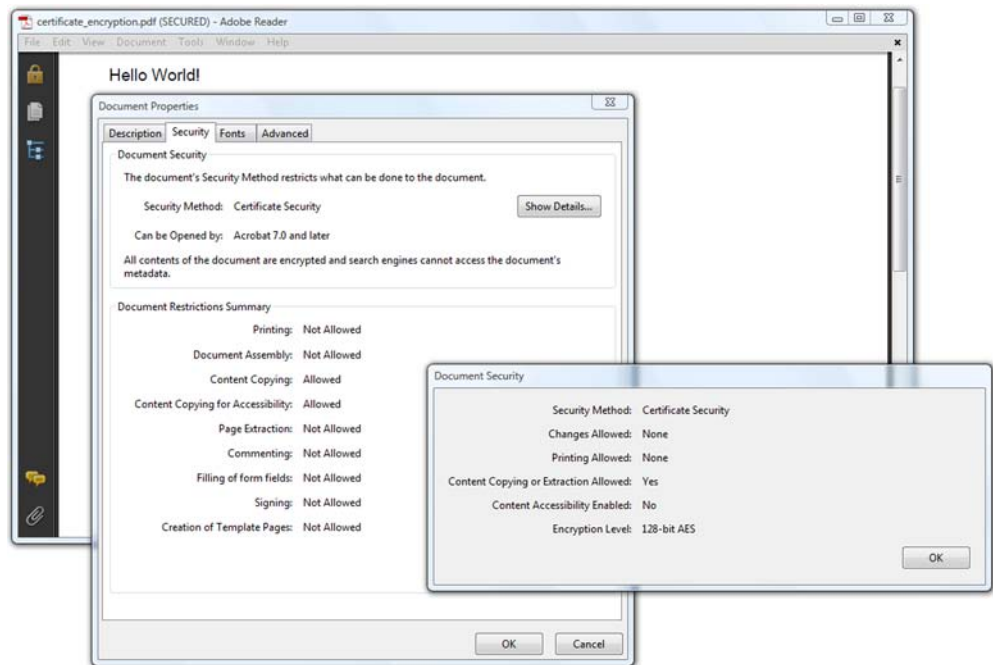 certificate_encryption.pdf (SECURED) - Adobe Reader
File Edit View Document Tools Window Help
Hello World!
Document Properties
Description Security Fonts Advanced
Document Security
The document's Security Method restricts what can be done to the document.
Security Method: Certificate Security
Show Details...
Can be Opened by: Acrobat 7.0 and later
All contents of the document are encrypted and search engines cannot access the document's
metadata.
Document Restrictions Summary
Printing: Not Allowed
Document Assembly: Not Allowed
Content Copying: Allowed
Content Copying for Accessibility: Allowed
Page Extraction: Not Allowed
Commenting: Not Allowed
Filling of form fields: Not Allowed
Signing: Not Allowed
Creation of Template Pages: Not Allowed
OK Cancel
Document Security
Security Method: Certificate Security
Changes Allowed: None
Printing Allowed: None
Content Copying or Extraction Allowed: Yes
Content Accessibility Enabled: No
Encryption Level: 128-bit AES
OK